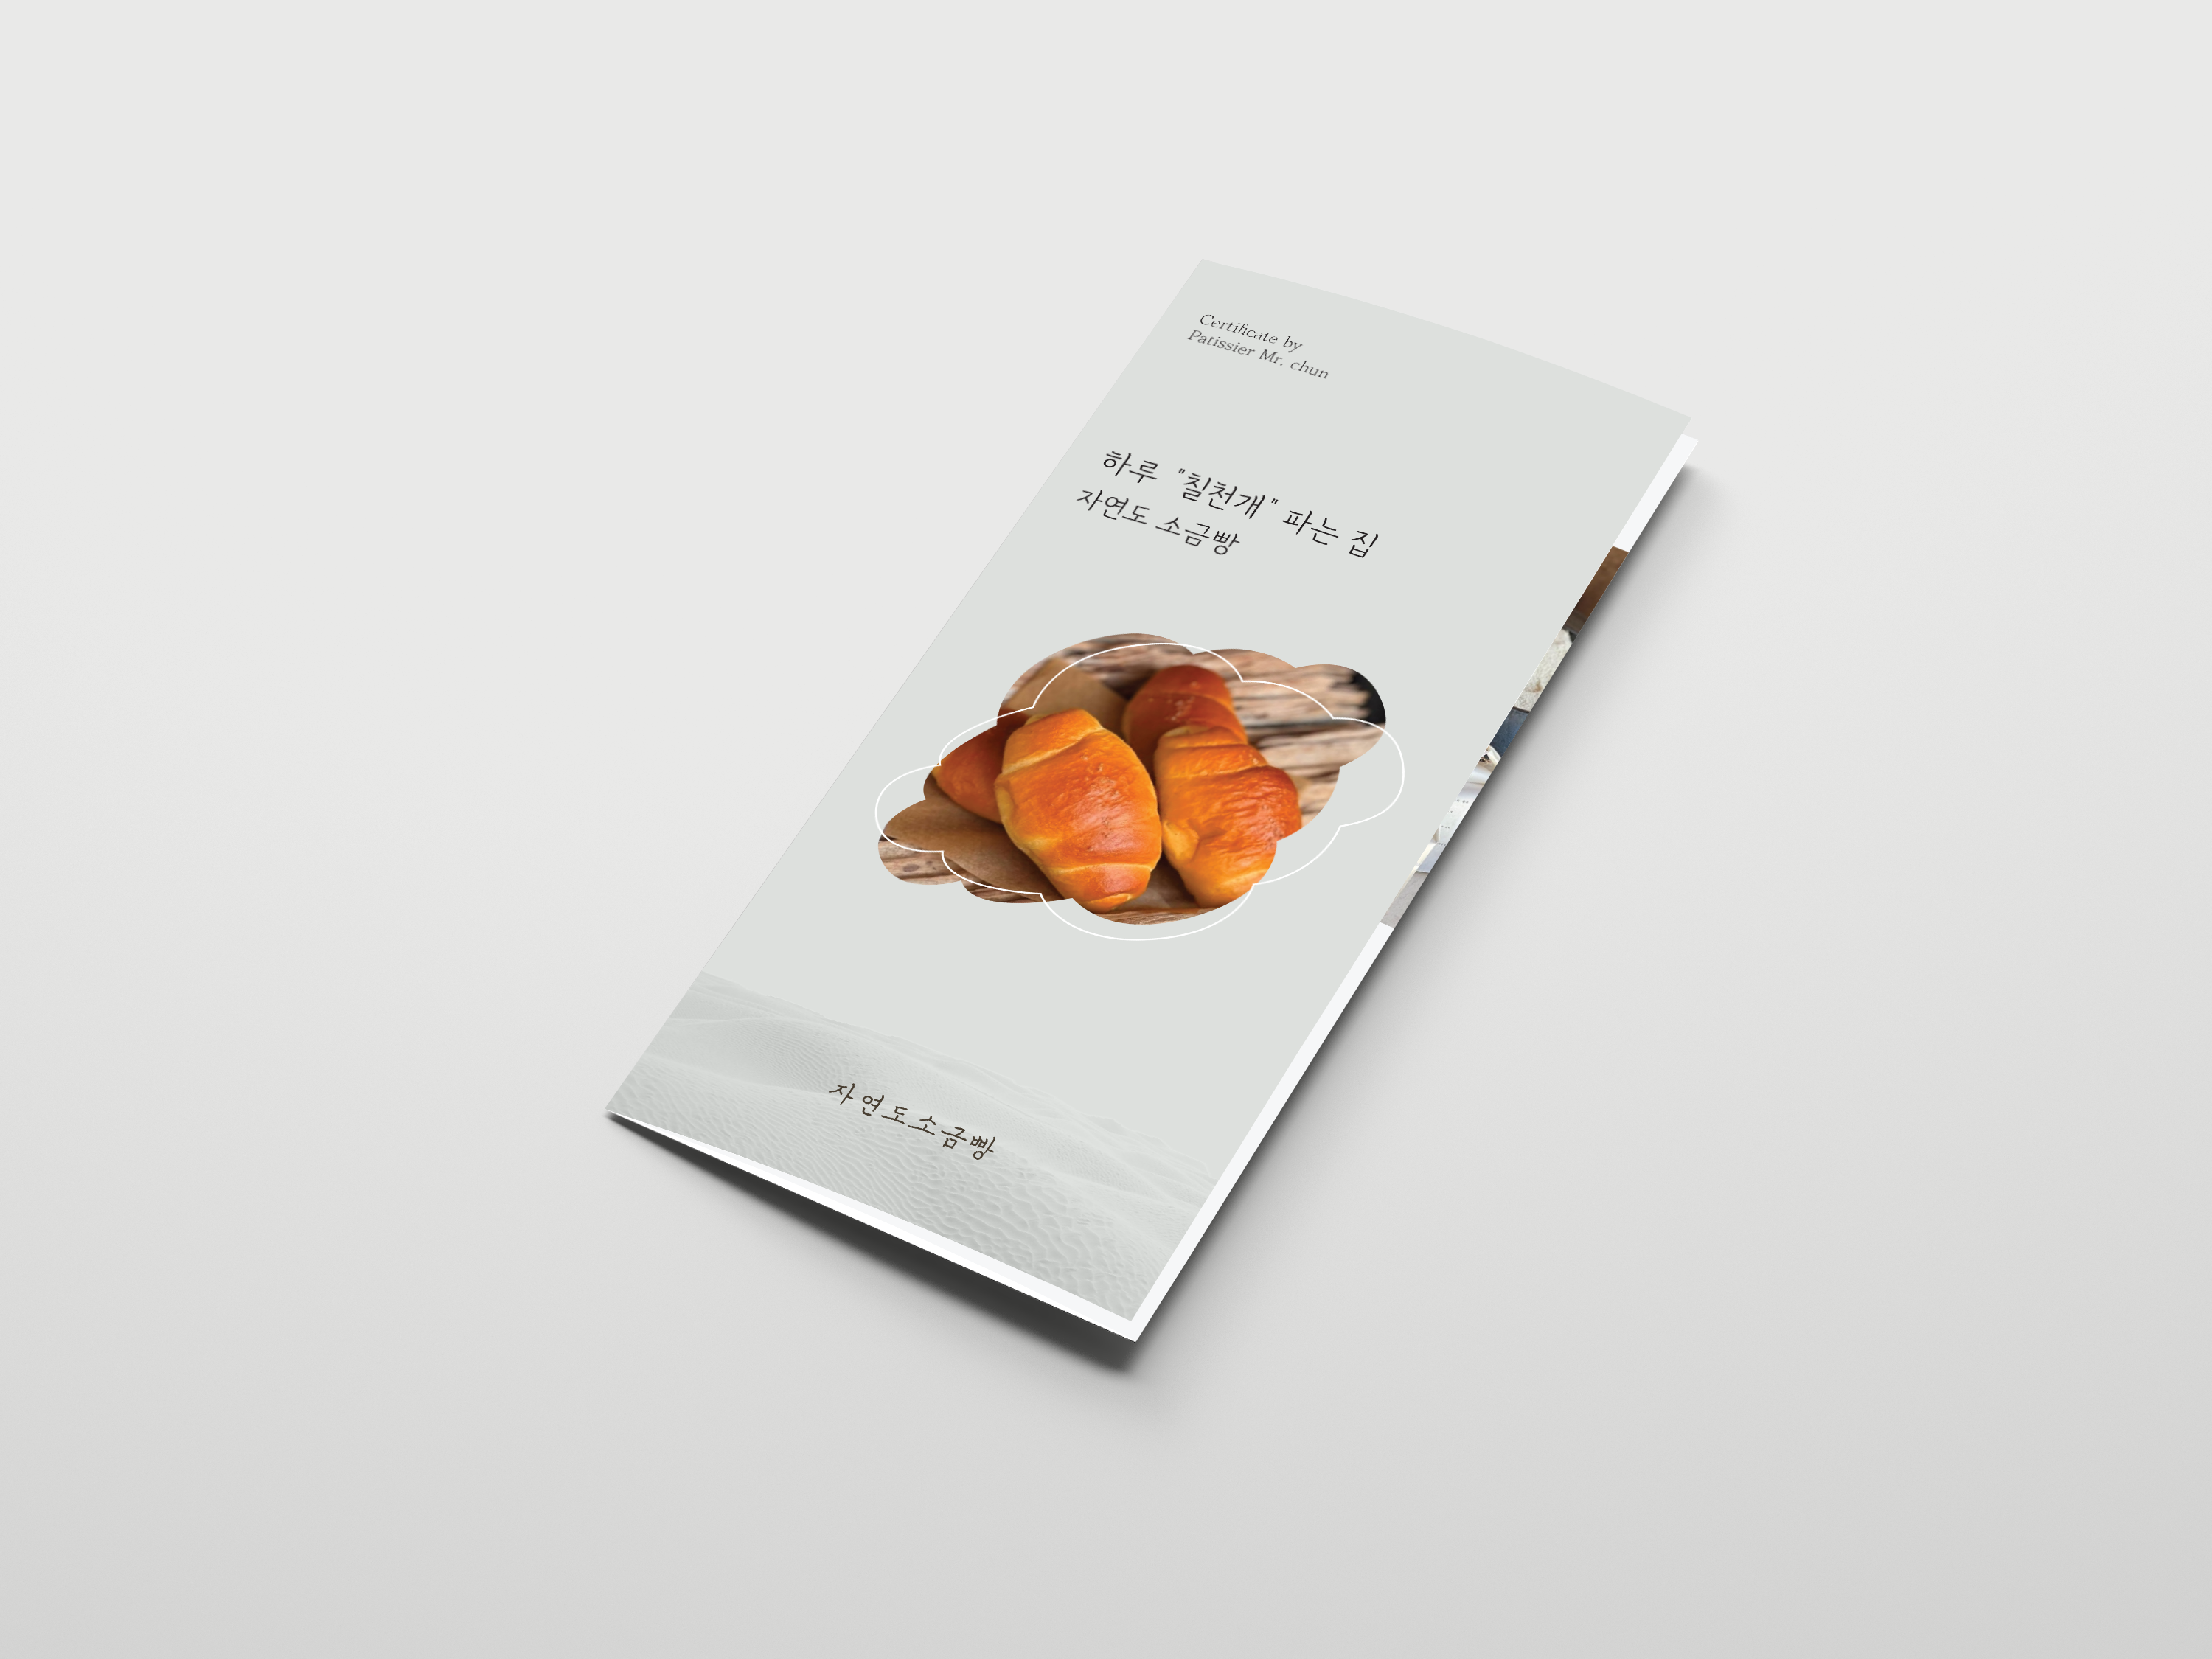 Certificate by
Patissier Mr. chun
하루 "칠천개" 파는 집
자연도 소금빵
자연도소금빵